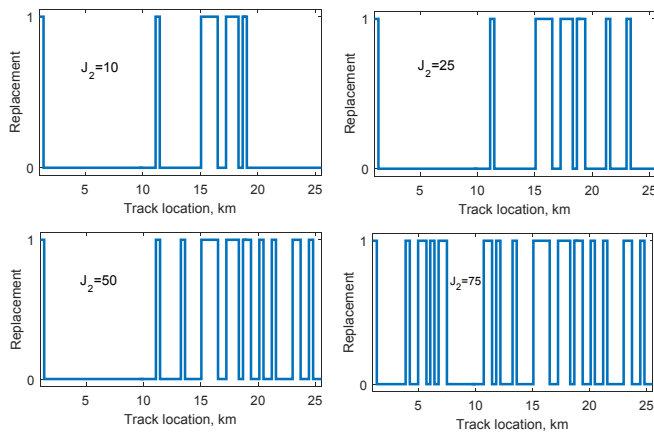 Replacement
1
0
J₂=10
5 10 15 20 25
Track location, km
Replacement
1
0
J₂=25
5 10 15 20 25
Track location, km
Replacement
1
0
J₂=50
5 10 15 20 25
Track location, km
Replacement
1
0
J₂=75
5 10 15 20 25
Track location, km